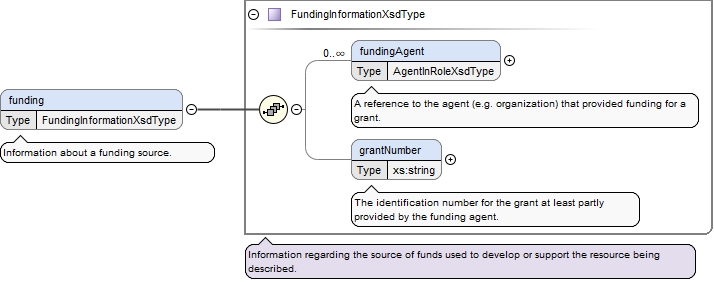 FundingInformationXsdType
0..∞
fundingAgent
Type AgentInRoleXsdType
A reference to the agent (e.g. organization) that provided funding for a
grant.
funding
Type FundingInformationXsdType
Information about a funding source.
grantNumber
Type xs:string
The identification number for the grant at least partly
provided by the funding agent.
Information regarding the source of funds used to develop or support the resource being
described.